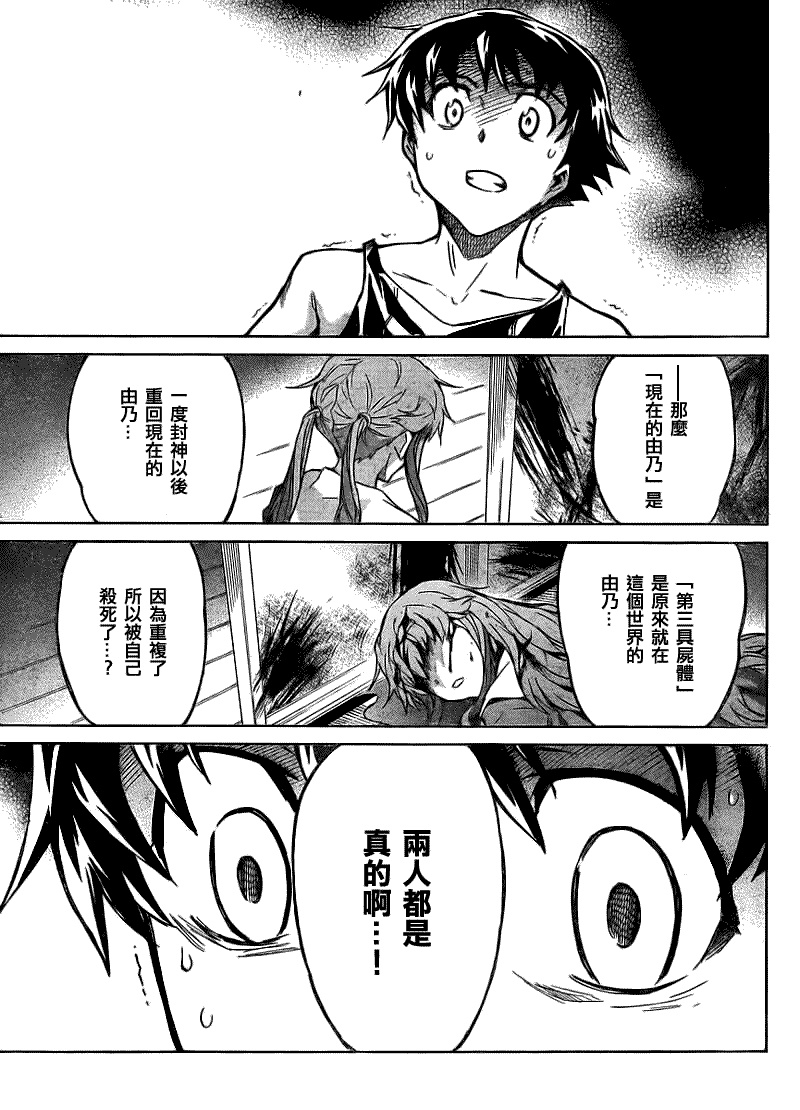 ——那麼
「現在的由乃」是
一度封神以後
重回現在的
由乃…
「第三具屍體」
是原來就在
這個世界的
由乃…
因為重複了
所以被自己
殺死了…?
兩人都是
真的啊…!